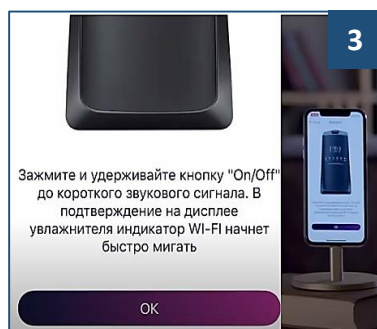 3
Зажмите и удерживайте кнопку "On/Off"
до короткого звукового сигнала. В
подтверждение на дисплее
увлажнителя индикатор WI-FI начнет
быстро мигать
OK